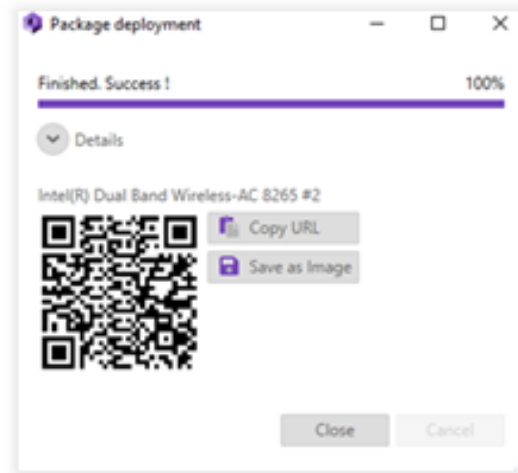 Package deployment
Finished. Success ! 100%
Details
Intel(R) Dual Band Wireless-AC 8265 #2
Copy URL
Save as Image
Close Cancel